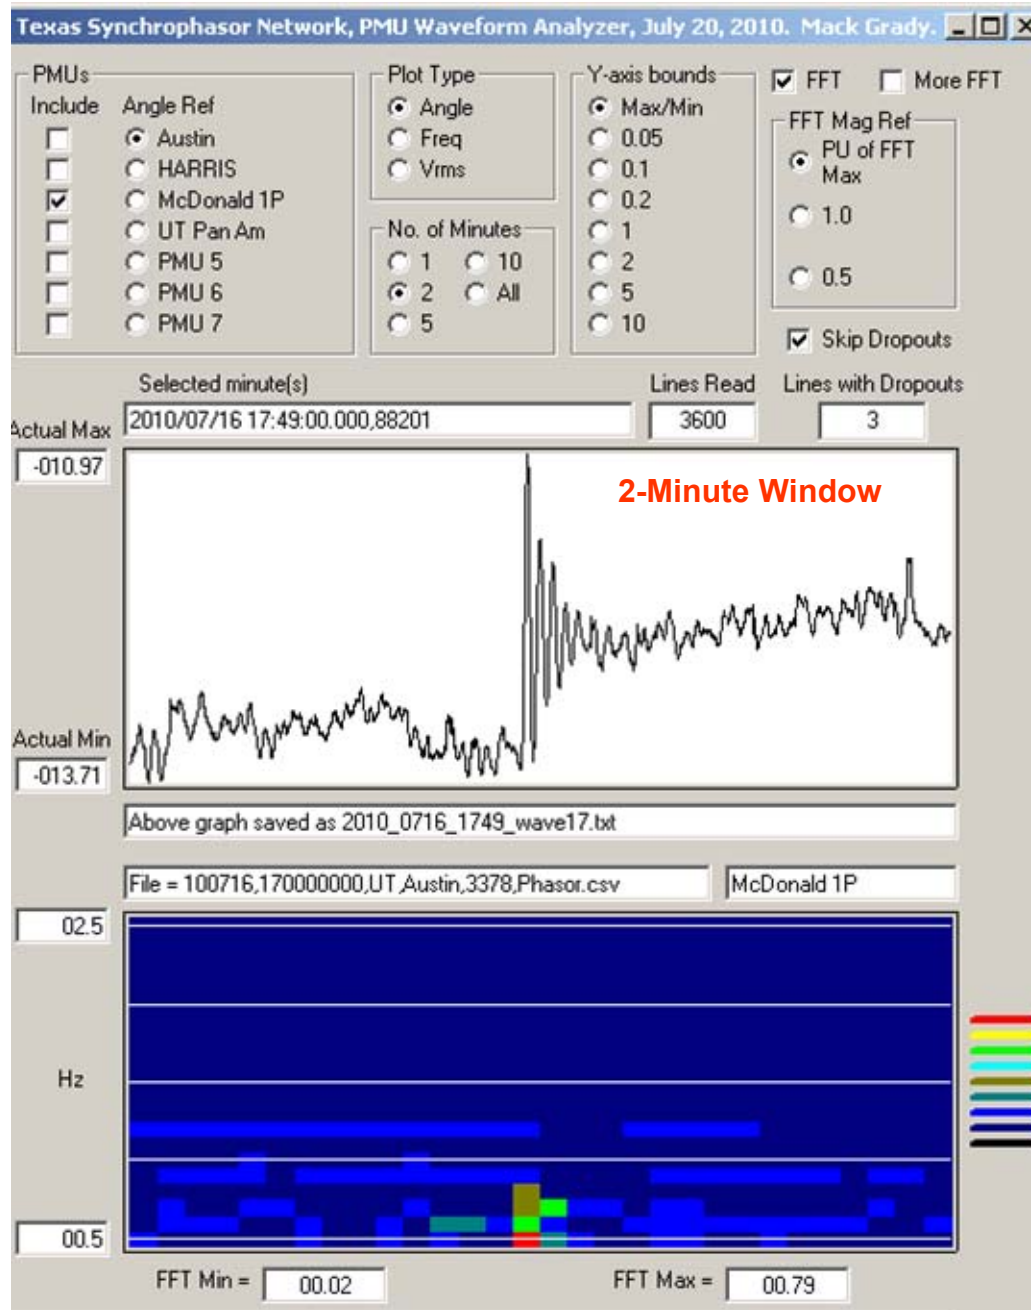 Texas Synchrophasor Network, PMU Waveform Analyzer, July 20, 2010. Mack Grady.
PMUs
Include Angle Ref
Austin
HARRIS
McDonald 1P
UT Pan Am
PMU 5
PMU 6
PMU 7
Plot Type
Angle
Freq
Vrms
No. of Minutes
1 10
2 All
5
Y-axis bounds
Max/Min
0.05
0.1
0.2
1
2
5
10
FFT More FFT
FFT Mag Ref
PU of FFT
Max
1.0
0.5
Skip Dropouts
Selected minute(s) Lines Read Lines with Dropouts
2010/07/16 17:49:00.000,88201 3600 3
Actual Max
-010.97
2-Minute Window
Actual Min
-013.71
Above graph saved as 2010_0716_1749_wave17.txt
File = 100716,170000000,UT,Austin,3378,Phasor.csv McDonald 1P
02.5
Hz
00.5
FFT Min = 00.02 FFT Max = 00.79